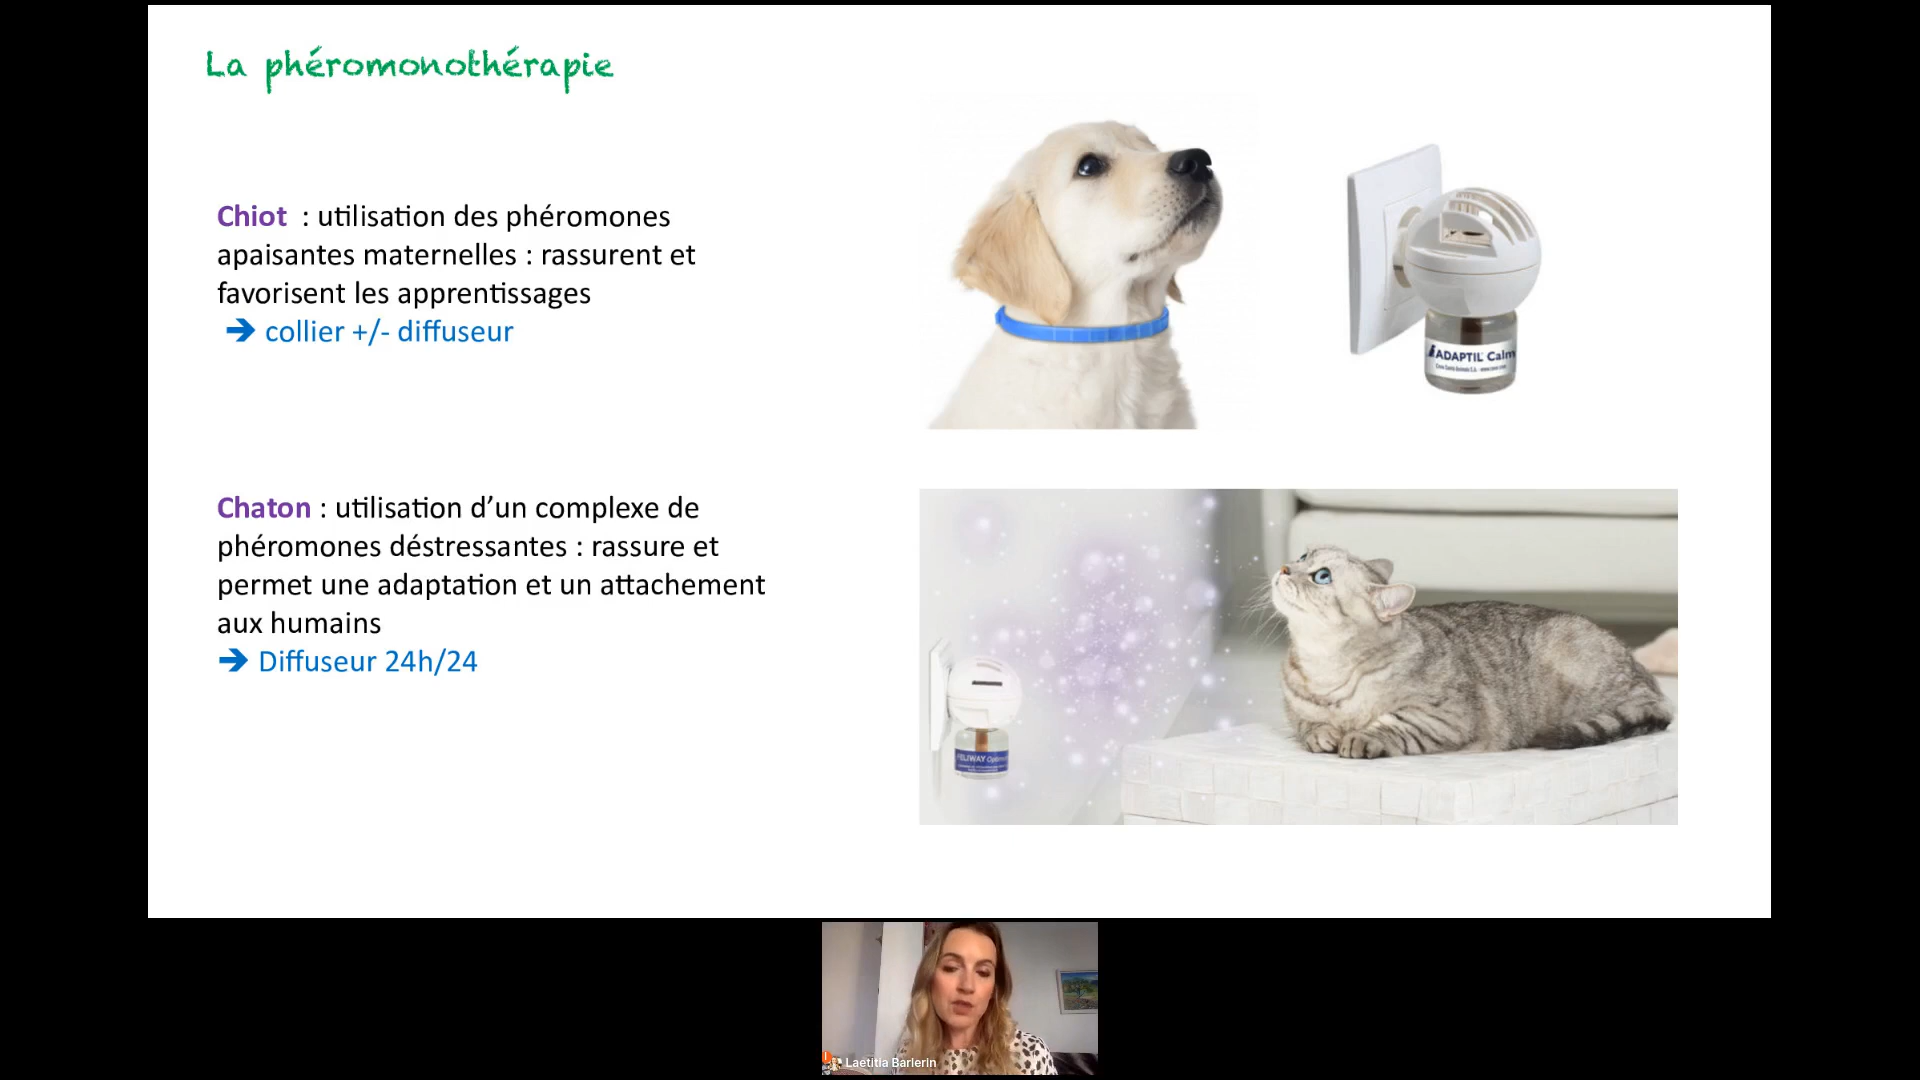 La phéromonothérapie
Chiot : utilisation des phéromones
apaisantes maternelles : rassurent et
favorisent les apprentissages
➔ collier +/- diffuseur
ADAPTIL Calm
Chaton : utilisation d’un complexe de
phéromones déstressantes : rassure et
permet une adaptation et un attachement
aux humains
➔ Diffuseur 24h/24
FELIWAY Optimum
Laetitia Barlerin